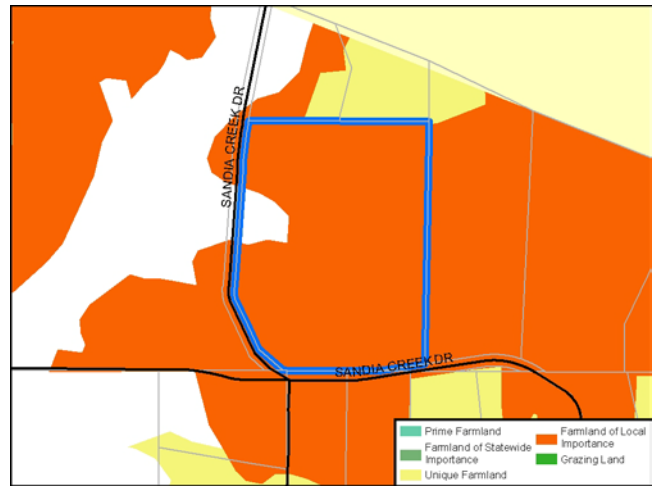 SANDIA CREEK DR
SANDIA CREEK DR
Prime Farmland
Farmland of Statewide
Importance
Unique Farmland
Farmland of Local
Importance
Grazing Land